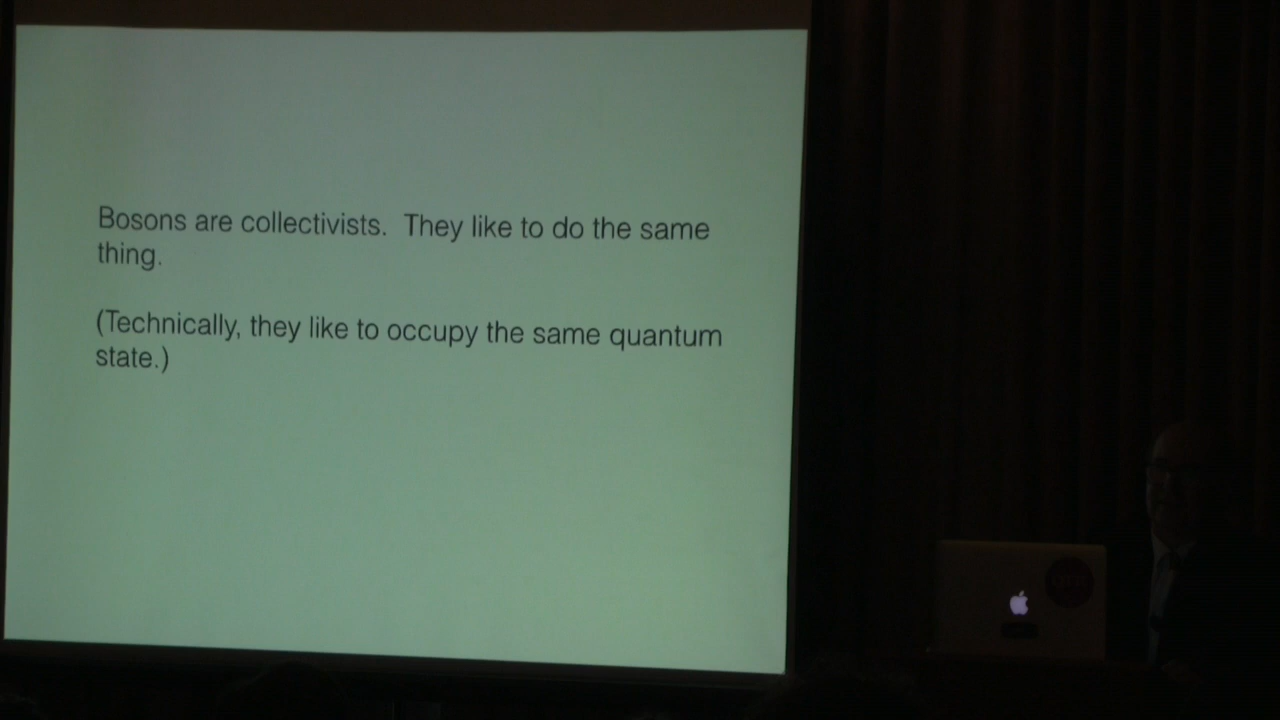 Bosons are collectivists.  They like to do the same
thing.
(Technically, they like to occupy the same quantum
state.)